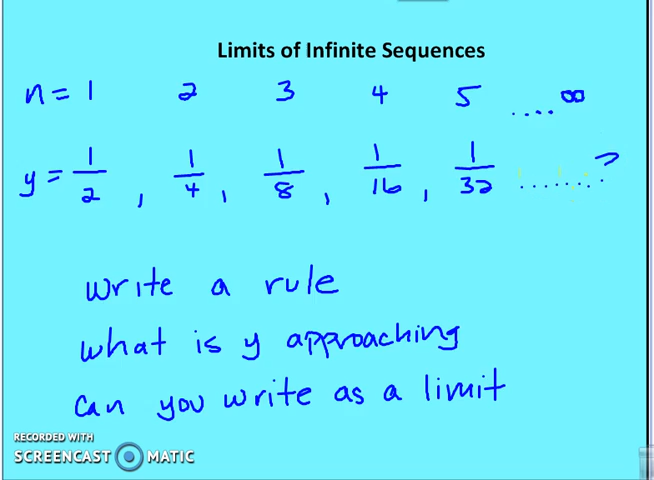 Limits of Infinite Sequences
n = 1 2 3 4 5 .... ∞
y = 1/2 , 1/4 , 1/8 , 1/16 , 1/32 ....... ?
write a rule
what is y approaching
can you write as a limit
RECORDED WITH
SCREENCAST MATIC